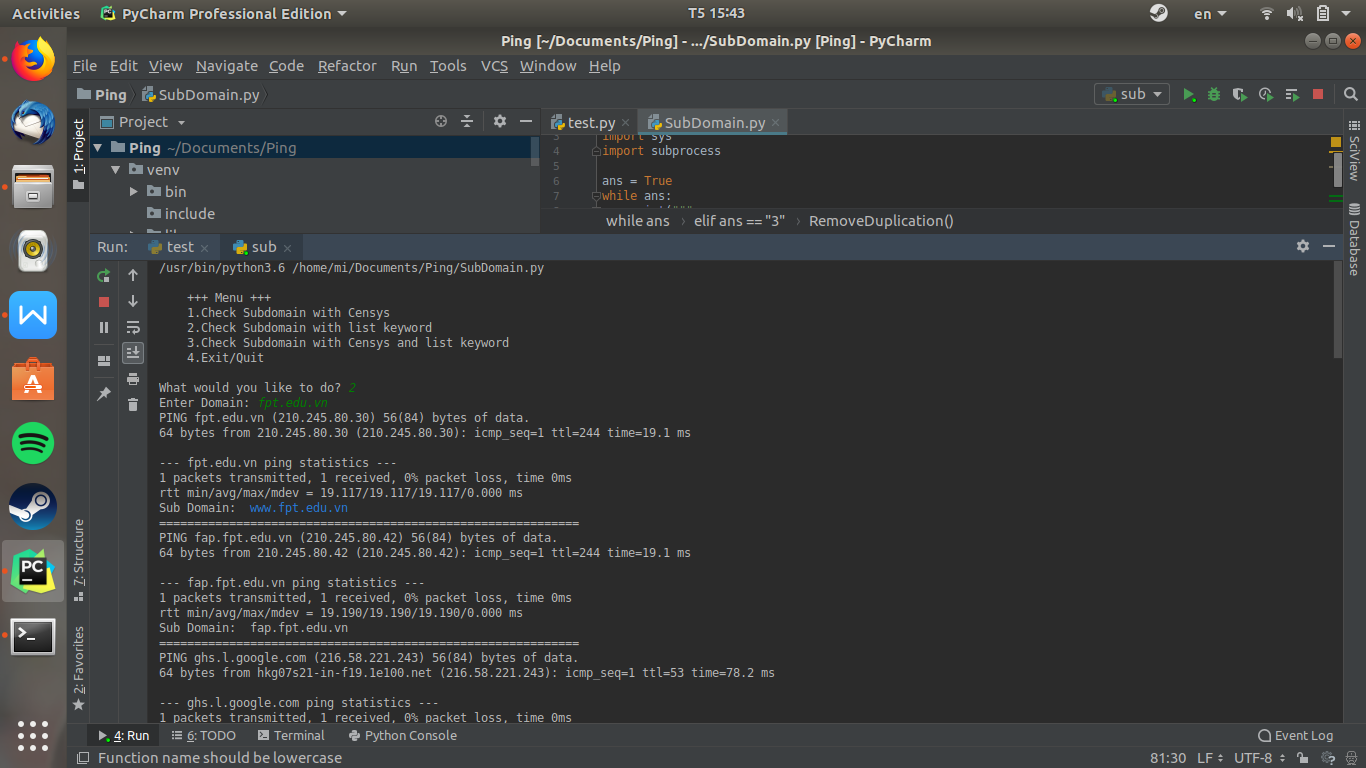 Activities PyCharm Professional Edition T5 15:43 en
Ping [~/Documents/Ping] - .../SubDomain.py [Ping] - PyCharm
File Edit View Navigate Code Refactor Run Tools VCS Window Help
Ping SubDomain.py sub
1: Project
Project
test.py SubDomain.py
Ping ~/Documents/Ping
venv
bin
include
3 import sys
4 import subprocess
5
6 ans = True
7 while ans:
while ans elif ans == "3" RemoveDuplication()
SciView
Database
Run: test sub
/usr/bin/python3.6 /home/mi/Documents/Ping/SubDomain.py
+++ Menu +++
1.Check Subdomain with Censys
2.Check Subdomain with list keyword
3.Check Subdomain with Censys and list keyword
4.Exit/Quit
What would you like to do? 2
Enter Domain: fpt.edu.vn
PING fpt.edu.vn (210.245.80.30) 56(84) bytes of data.
64 bytes from 210.245.80.30 (210.245.80.30): icmp_seq=1 ttl=244 time=19.1 ms
--- fpt.edu.vn ping statistics ---
1 packets transmitted, 1 received, 0% packet loss, time 0ms
rtt min/avg/max/mdev = 19.117/19.117/19.117/0.000 ms
Sub Domain:  www.fpt.edu.vn
============================================================
PING fap.fpt.edu.vn (210.245.80.42) 56(84) bytes of data.
64 bytes from 210.245.80.42 (210.245.80.42): icmp_seq=1 ttl=244 time=19.1 ms
--- fap.fpt.edu.vn ping statistics ---
1 packets transmitted, 1 received, 0% packet loss, time 0ms
rtt min/avg/max/mdev = 19.190/19.190/19.190/0.000 ms
Sub Domain:  fap.fpt.edu.vn
============================================================
PING ghs.l.google.com (216.58.221.243) 56(84) bytes of data.
64 bytes from hkg07s21-in-f19.1e100.net (216.58.221.243): icmp_seq=1 ttl=53 time=78.2 ms
--- ghs.l.google.com ping statistics ---
1 packets transmitted, 1 received, 0% packet loss, time 0ms
7: Structure
2: Favorites
PC
4: Run 6: TODO Terminal Python Console Event Log
Function name should be lowercase 81:30 LF UTF-8